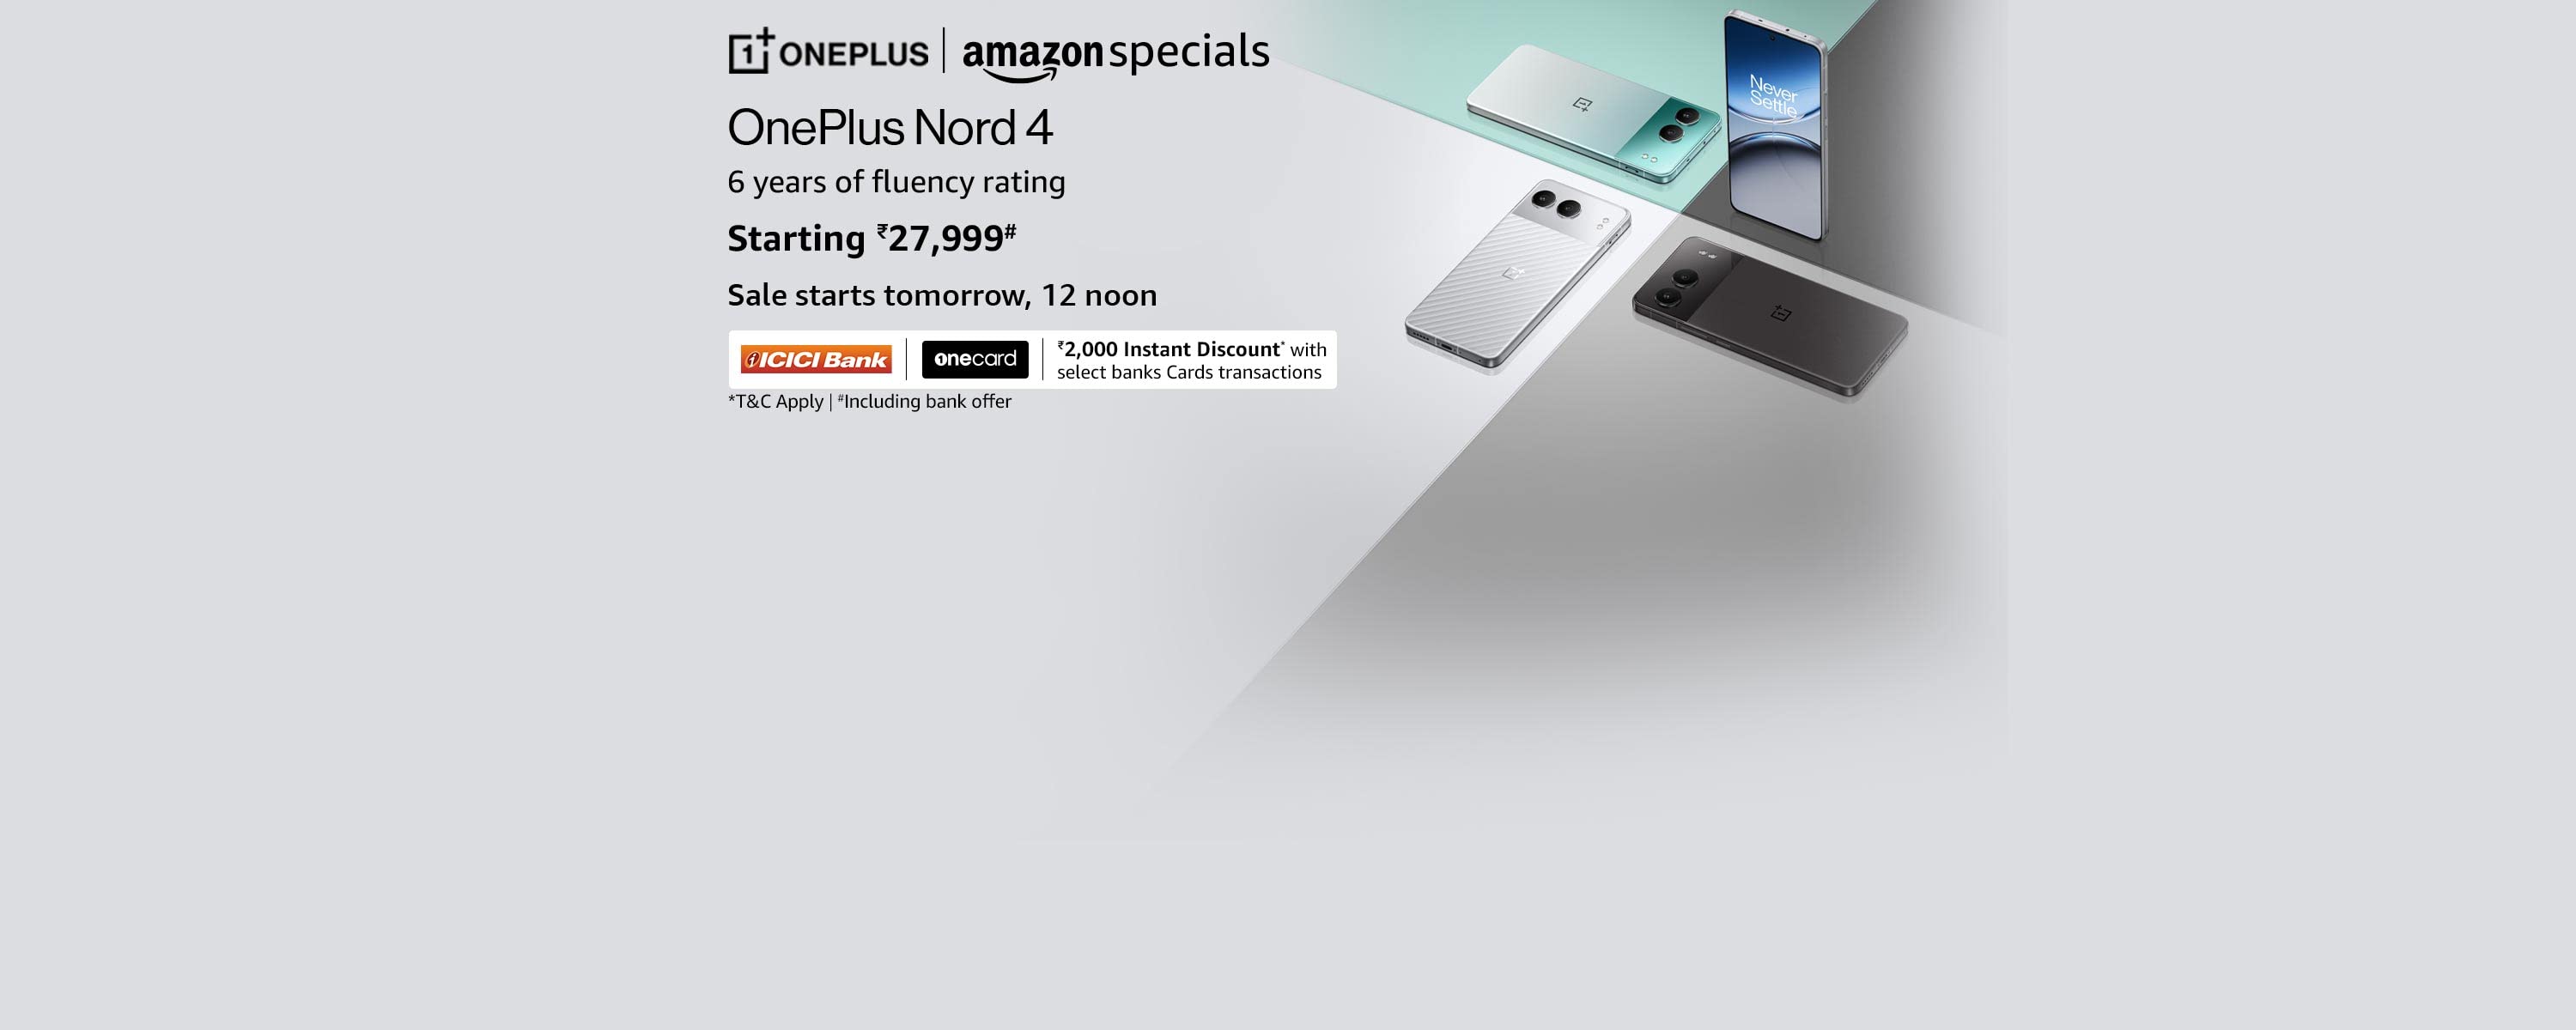 ONEPLUS | amazon specials
OnePlus Nord 4
6 years of fluency rating
Starting ₹27,999#
Sale starts tomorrow, 12 noon
ICICI Bank | onecard | ₹2,000 Instant Discount* with
select banks Cards transactions
*T&C Apply | #Including bank offer
Never
Settle